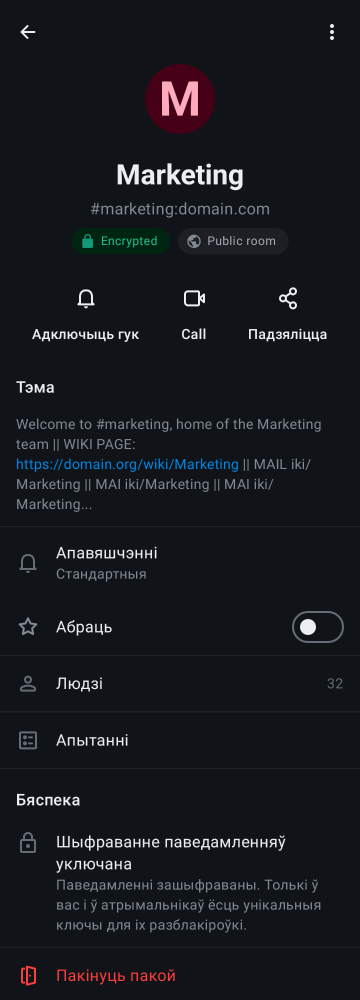 M
Marketing
#marketing:domain.com
Encrypted
Public room
Адключыць гук
Call
Падзяліцца
Тэма
Welcome to #marketing, home of the Marketing
team || WIKI PAGE:
https://domain.org/wiki/Marketing || MAIL iki/
Marketing || MAI iki/Marketing || MAI iki/
Marketing...
Апавяшчэнні
Стандартныя
Абраць
Людзі 32
Апытанні
Бяспека
Шыфраванне паведамленняў
уключана
Паведамленні зашыфраваны. Толькі ў
вас і ў атрымальнікаў ёсць унікальныя
ключы для іх разблакіроўкі.
Пакінуць пакой